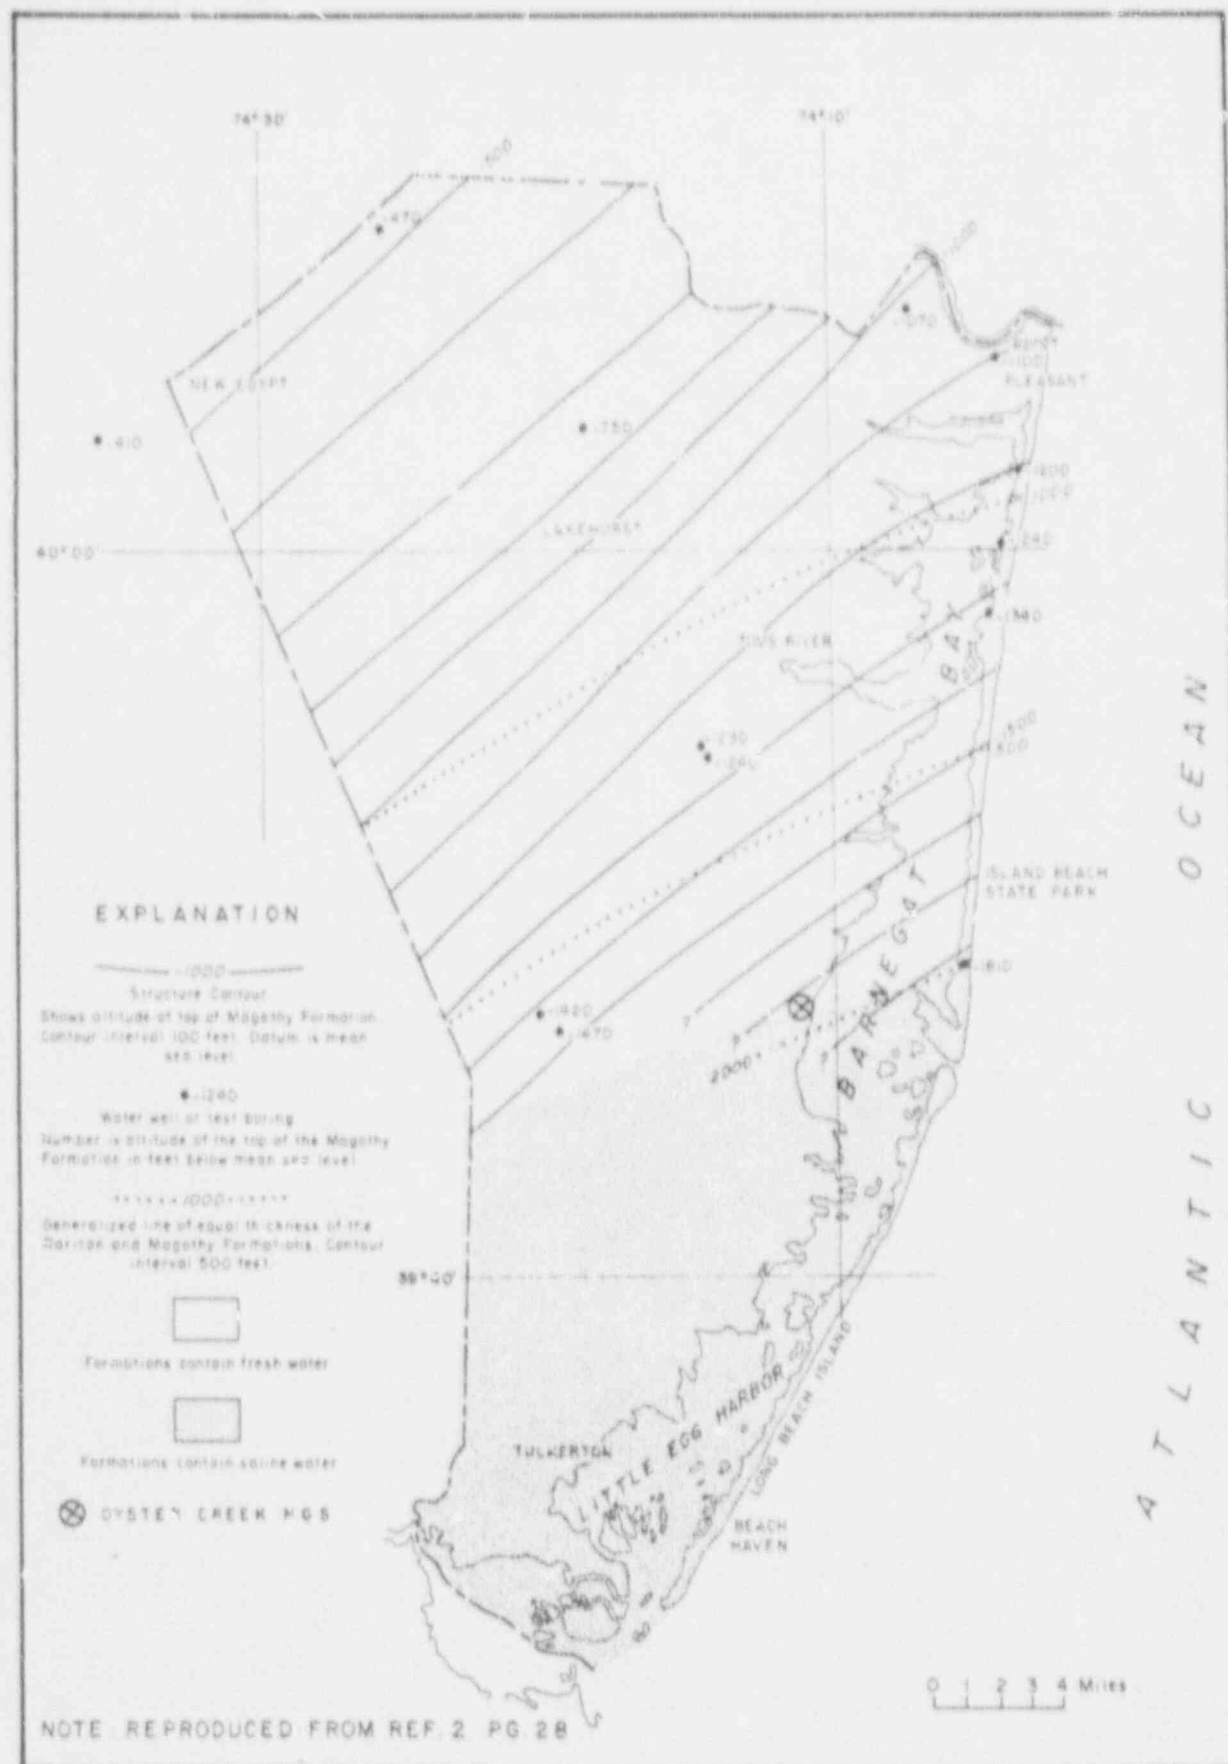 74° 30'
74° 10'
500
-470
1000
-1070
POINT
-1100
PLEASANT
NEW EGYPT
-410
-750
-1200
1000
LAKEHURST
40° 00'
-1240
TOMS RIVER
-1230
-1240
1500
ISLAND BEACH
STATE PARK
-1810
BARNEGAT BAY
ATLANTIC OCEAN
-1420
-1470
?
?
2000
?
EXPLANATION
-1000
Structure Contour
Shows altitude of top of Magothy Formation.
Contour interval 100 feet. Datum is mean
sea level
-1240
Water well or test boring
Number is altitude of the top of the Magothy
Formation in feet below mean sea level
1000
Generalized line of equal thickness of the
Raritan and Magothy Formations. Contour
interval 500 feet.
39° 40'
Formations contain fresh water
Formations contain saline water
OYSTER CREEK NGS
TULKERTON
LITTLE EGG HARBOR
LONG BEACH ISLAND
BEACH
HAVEN
0 1 2 3 4 Miles
NOTE: REPRODUCED FROM REF. 2 PG. 28